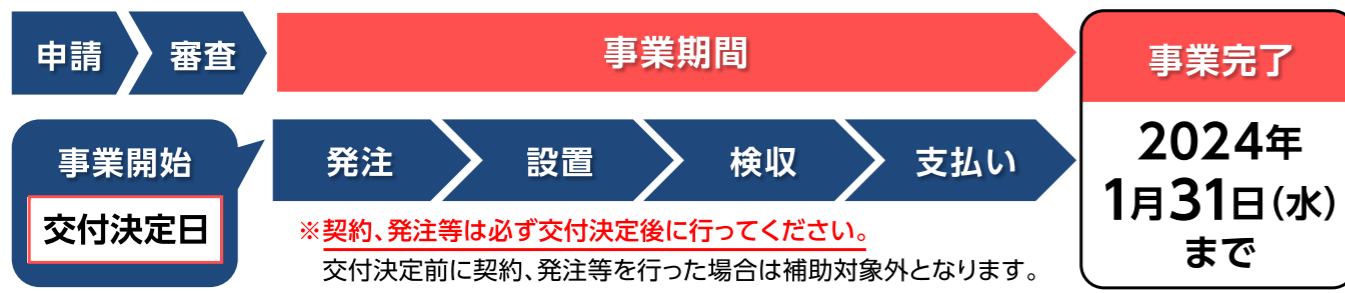 申請
審査
事業期間
事業完了
事業開始
交付決定日
発注
設置
検収
支払い
2024年
1月31日(水)
まで
※契約、発注等は必ず交付決定後に行ってください。
交付決定前に契約、発注等を行った場合は補助対象外となります。